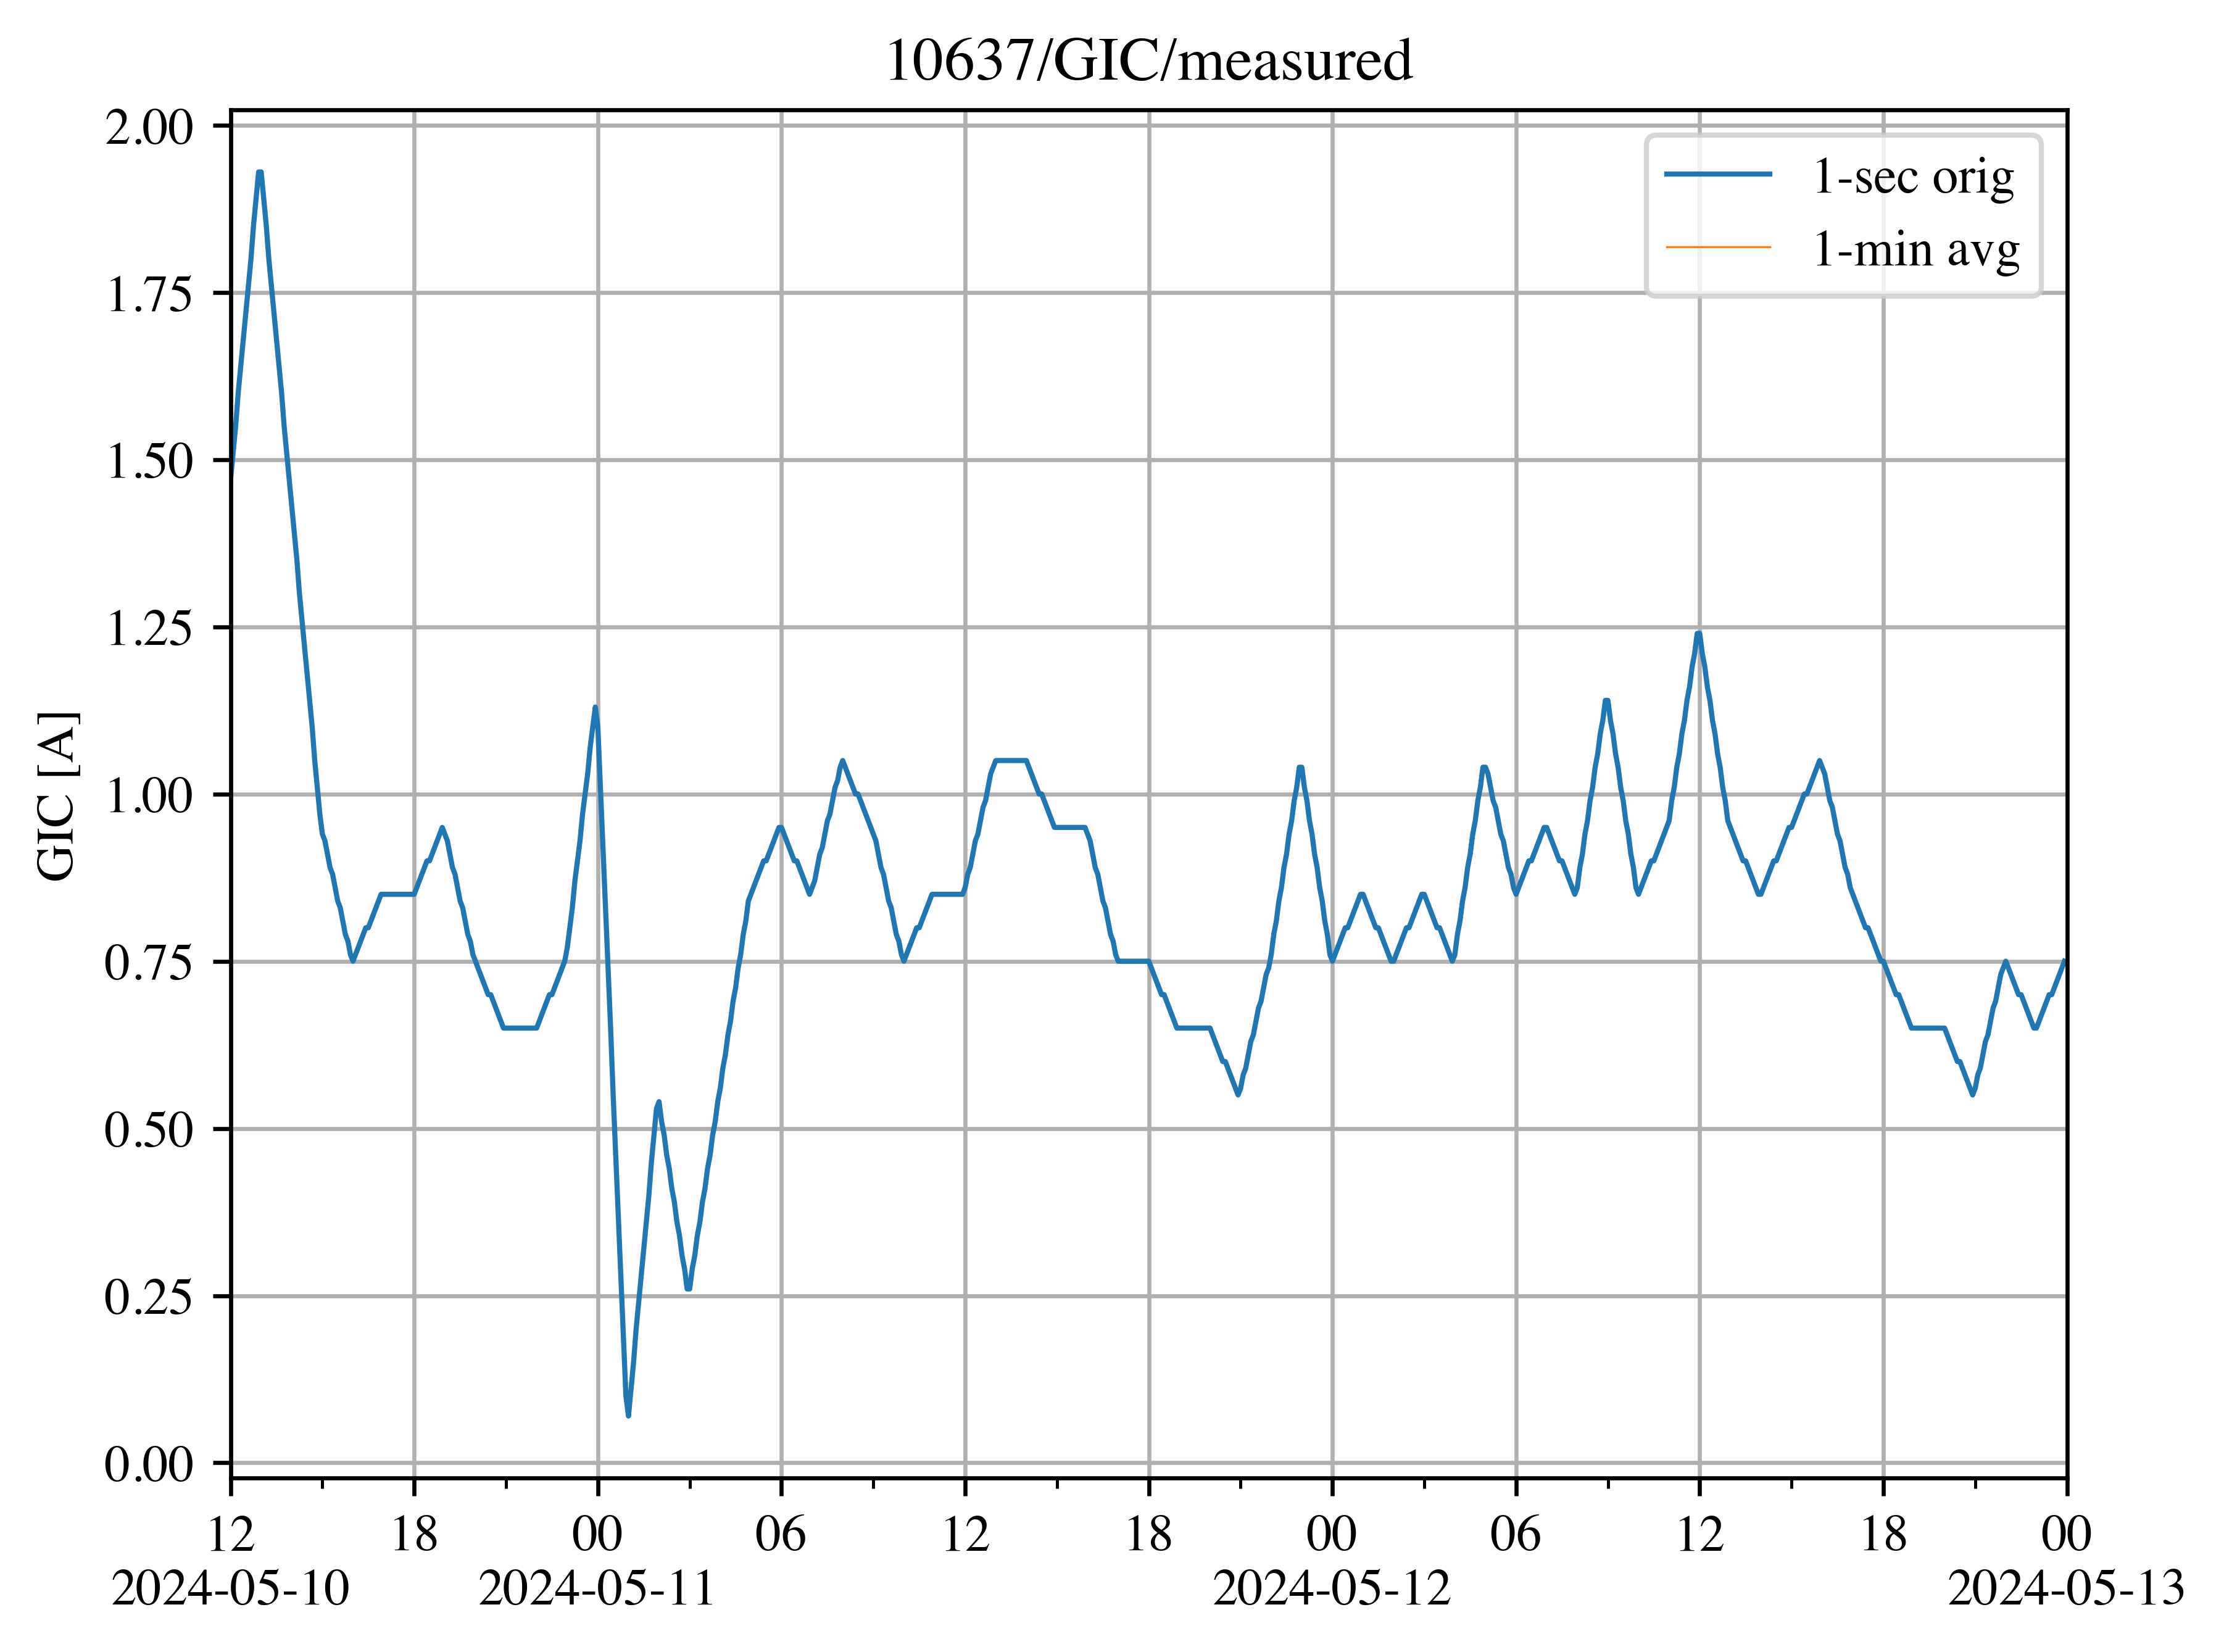 10637/GIC/measured
2.00
1.75
1.50
1.25
1.00
0.75
0.50
0.25
0.00
GIC [A]
1-sec orig
1-min avg
12 18 00 06 12 18 00 06 12 18 00
2024-05-10 2024-05-11 2024-05-12 2024-05-13